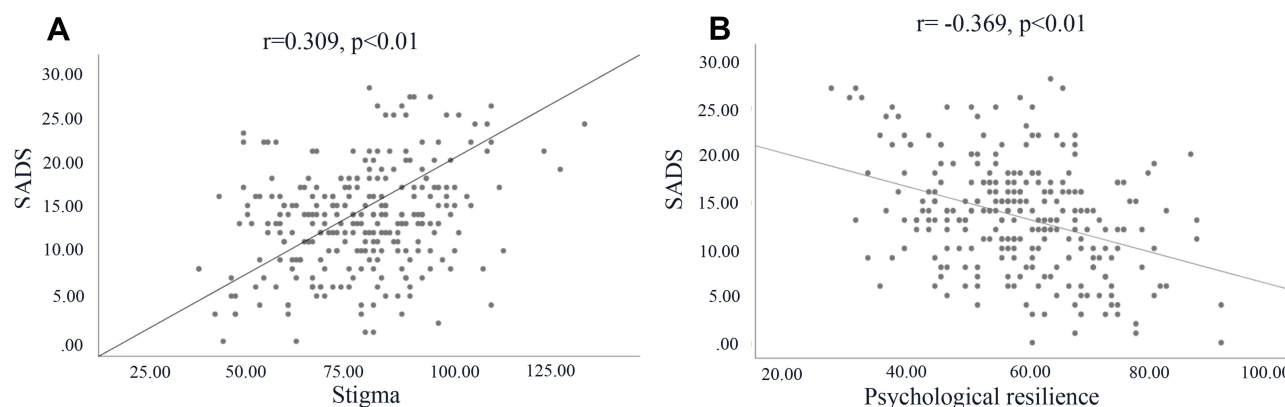 A
r=0.309, p<0.01
SADS
30.00
25.00
20.00
15.00
10.00
5.00
.00
25.00 50.00 75.00 100.00 125.00
Stigma
B
r= -0.369, p<0.01
SADS
30.00
25.00
20.00
15.00
10.00
5.00
.00
20.00 40.00 60.00 80.00 100.00
Psychological resilience